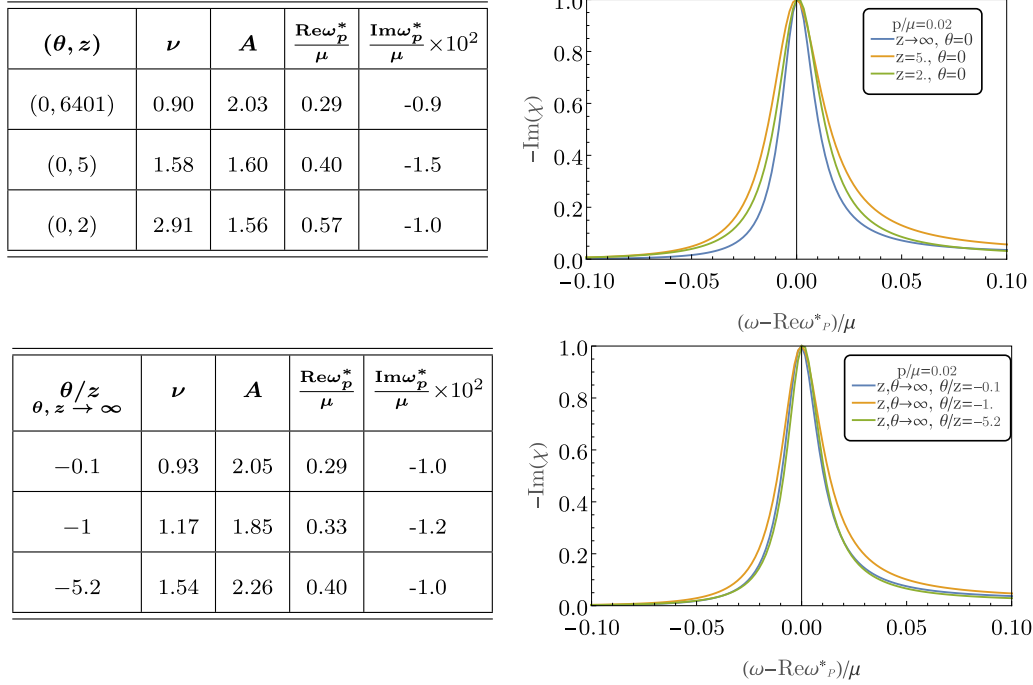 (θ, z) ν A Reω*ₚ/μ Imω*ₚ/μ ×10²
(0, 6401) 0.90 2.03 0.29 -0.9
(0, 5) 1.58 1.60 0.40 -1.5
(0, 2) 2.91 1.56 0.57 -1.0
1.0
0.8
0.6
0.4
0.2
0.0
−Im(χ)
p/μ=0.02
z→∞, θ=0
z=5., θ=0
z=2., θ=0
−0.10 −0.05 0.00 0.05 0.10
(ω−Reω*ₚ)/μ
θ/z ν A Reω*ₚ/μ Imω*ₚ/μ ×10²
θ, z → ∞
−0.1 0.93 2.05 0.29 -1.0
−1 1.17 1.85 0.33 -1.2
−5.2 1.54 2.26 0.40 -1.0
1.0
0.8
0.6
0.4
0.2
0.0
−Im(χ)
p/μ=0.02
z,θ→∞, θ/z=−0.1
z,θ→∞, θ/z=−1.
z,θ→∞, θ/z=−5.2
−0.10 −0.05 0.00 0.05 0.10
(ω−Reω*ₚ)/μ